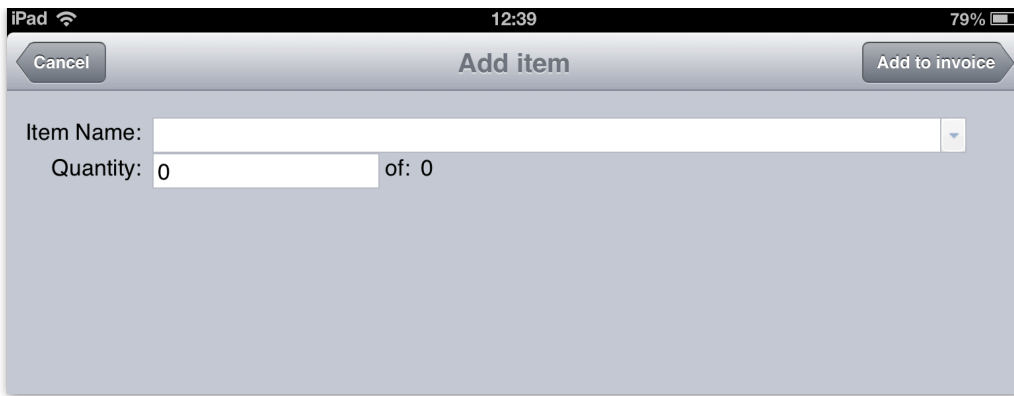 iPad 12:39 79%
Cancel Add item Add to invoice
Item Name:
Quantity: 0 of: 0